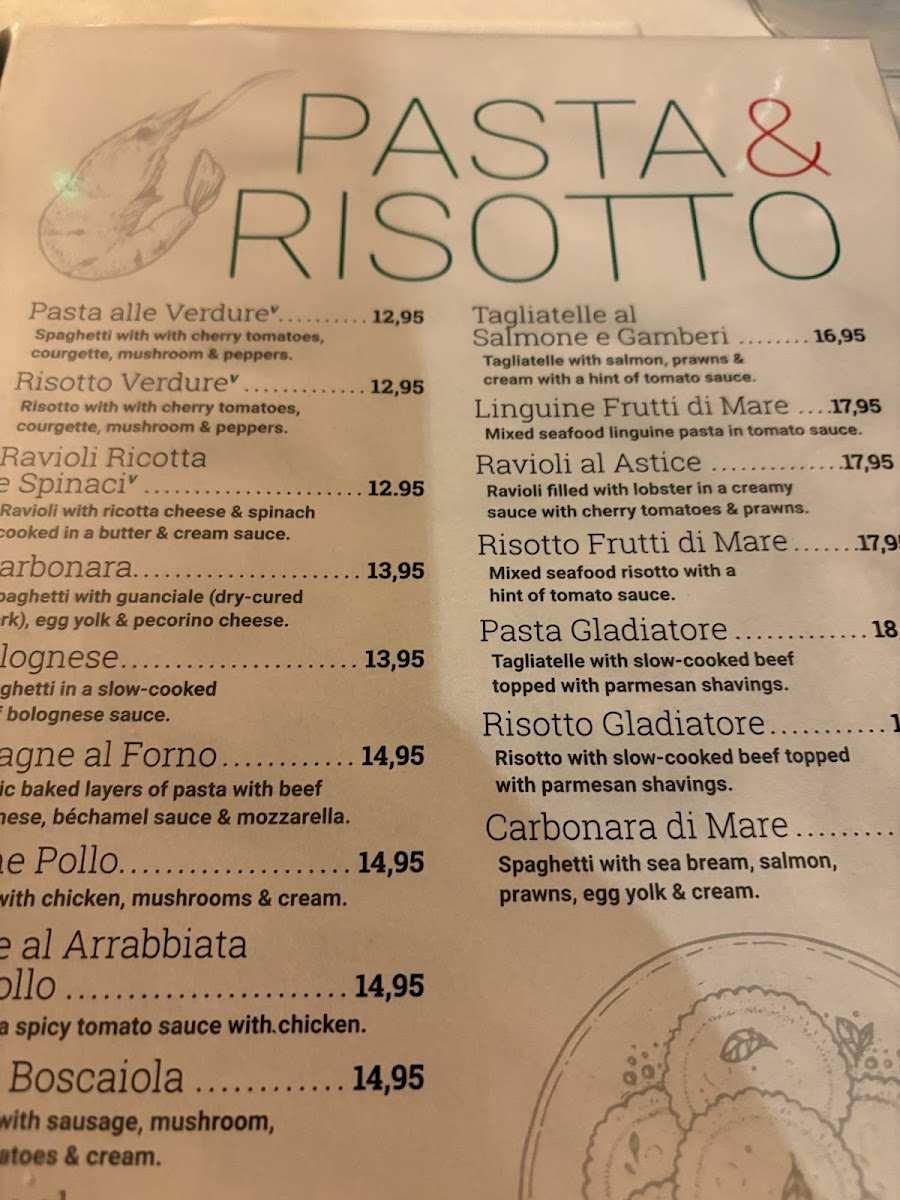 PASTA &
RISOTTO
Pasta alle Verdureᵛ.......... 12,95
Spaghetti with with cherry tomatoes,
courgette, mushroom & peppers.
Risotto Verdureᵛ............. 12,95
Risotto with with cherry tomatoes,
courgette, mushroom & peppers.
Ravioli Ricotta
e Spinaciᵛ....................... 12.95
Ravioli with ricotta cheese & spinach
cooked in a butter & cream sauce.
arbonara........................ 13,95
paghetti with guanciale (dry-cured
rk), egg yolk & pecorino cheese.
lognese......................... 13,95
ghetti in a slow-cooked
bolognese sauce.
agne al Forno............ 14,95
ic baked layers of pasta with beef
nese, béchamel sauce & mozzarella.
ne Pollo...................... 14,95
with chicken, mushrooms & cream.
e al Arrabbiata
ollo .......................... 14,95
a spicy tomato sauce with chicken.
Boscaiola ............ 14,95
with sausage, mushroom,
atoes & cream.
Tagliatelle al
Salmone e Gamberi ........ 16,95
Tagliatelle with salmon, prawns &
cream with a hint of tomato sauce.
Linguine Frutti di Mare ....17,95
Mixed seafood linguine pasta in tomato sauce.
Ravioli al Astice ..............17,95
Ravioli filled with lobster in a creamy
sauce with cherry tomatoes & prawns.
Risotto Frutti di Mare.......17,9
Mixed seafood risotto with a
hint of tomato sauce.
Pasta Gladiatore ............. 18
Tagliatelle with slow-cooked beef
topped with parmesan shavings.
Risotto Gladiatore........... 1
Risotto with slow-cooked beef topped
with parmesan shavings.
Carbonara di Mare .........
Spaghetti with sea bream, salmon,
prawns, egg yolk & cream.